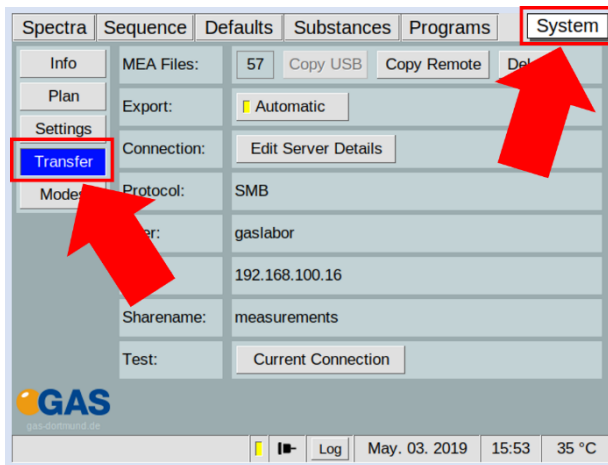 Spectra Sequence Defaults Substances Programs System
Info MEA Files: 57 Copy USB Copy Remote
Plan Export: Automatic
Settings
Connection: Edit Server Details
Transfer
Protocol: SMB
gaslabor
192.168.100.16
Sharename: measurements
Test: Current Connection
GAS
gas-dortmund.de
Log May. 03. 2019 15:53 35 °C